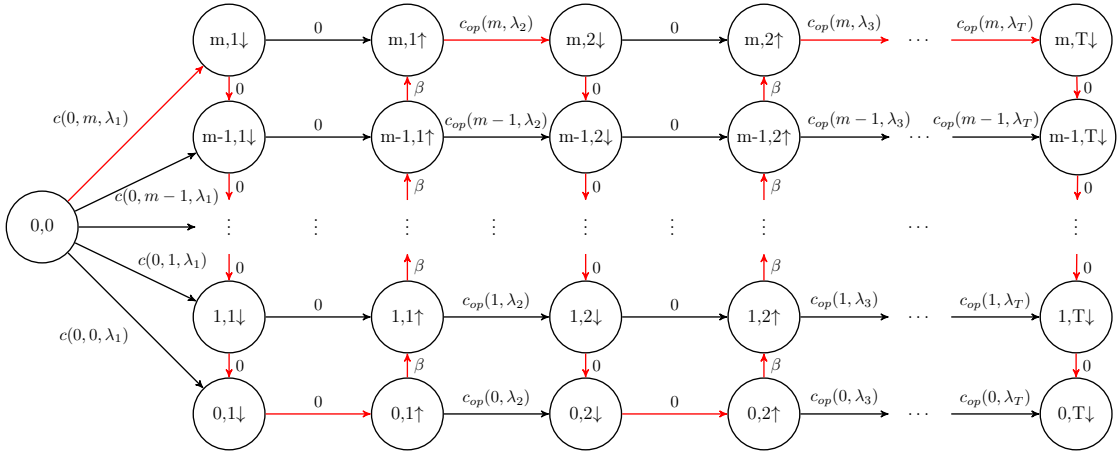 0 c_{op}(m, λ_2) 0 c_{op}(m, λ_3) c_{op}(m, λ_T)
m,1↓ m,1↑ m,2↓ m,2↑ ⋯ m,T↓
0 β 0 β 0
c(0, m, λ_1)
0 c_{op}(m−1, λ_2) 0 c_{op}(m−1, λ_3) c_{op}(m−1, λ_T)
m-1,1↓ m-1,1↑ m-1,2↓ m-1,2↑ ⋯ m-1,T↓
0 β 0 β 0
c(0, m−1, λ_1)
0,0 ⋮ ⋮ ⋮ ⋮ ⋮ ⋮ ⋮ ⋯ ⋮
c(0, 1, λ_1)
0 β 0 β 0
0 c_{op}(1, λ_2) 0 c_{op}(1, λ_3) c_{op}(1, λ_T)
1,1↓ 1,1↑ 1,2↓ 1,2↑ ⋯ 1,T↓
c(0, 0, λ_1)
0 β 0 β 0
0 c_{op}(0, λ_2) 0 c_{op}(0, λ_3) c_{op}(0, λ_T)
0,1↓ 0,1↑ 0,2↓ 0,2↑ ⋯ 0,T↓